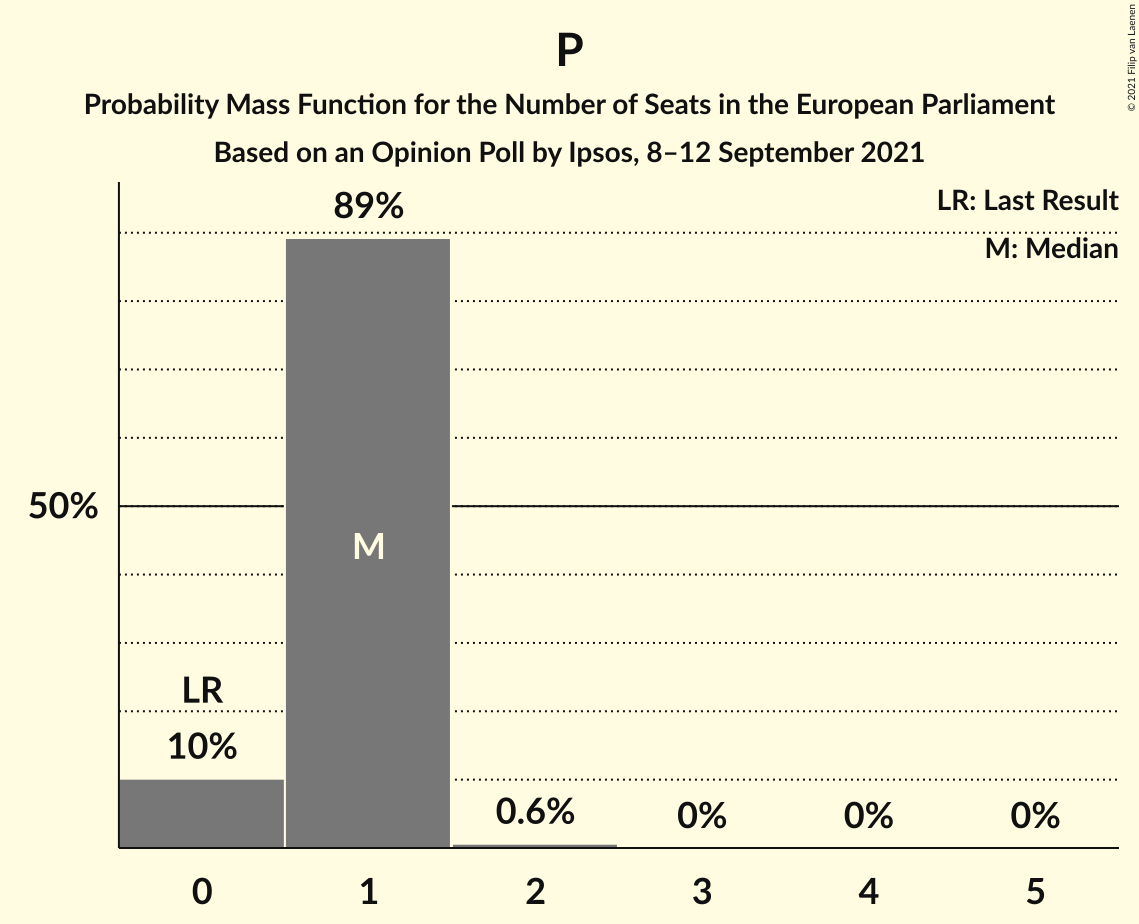 P
Probability Mass Function for the Number of Seats in the European Parliament
Based on an Opinion Poll by Ipsos, 8–12 September 2021
© 2021 Filip van Laenen
LR: Last Result
M: Median
89%
50%
M
LR
10%
0.6%
0%
0%
0%
0
1
2
3
4
5